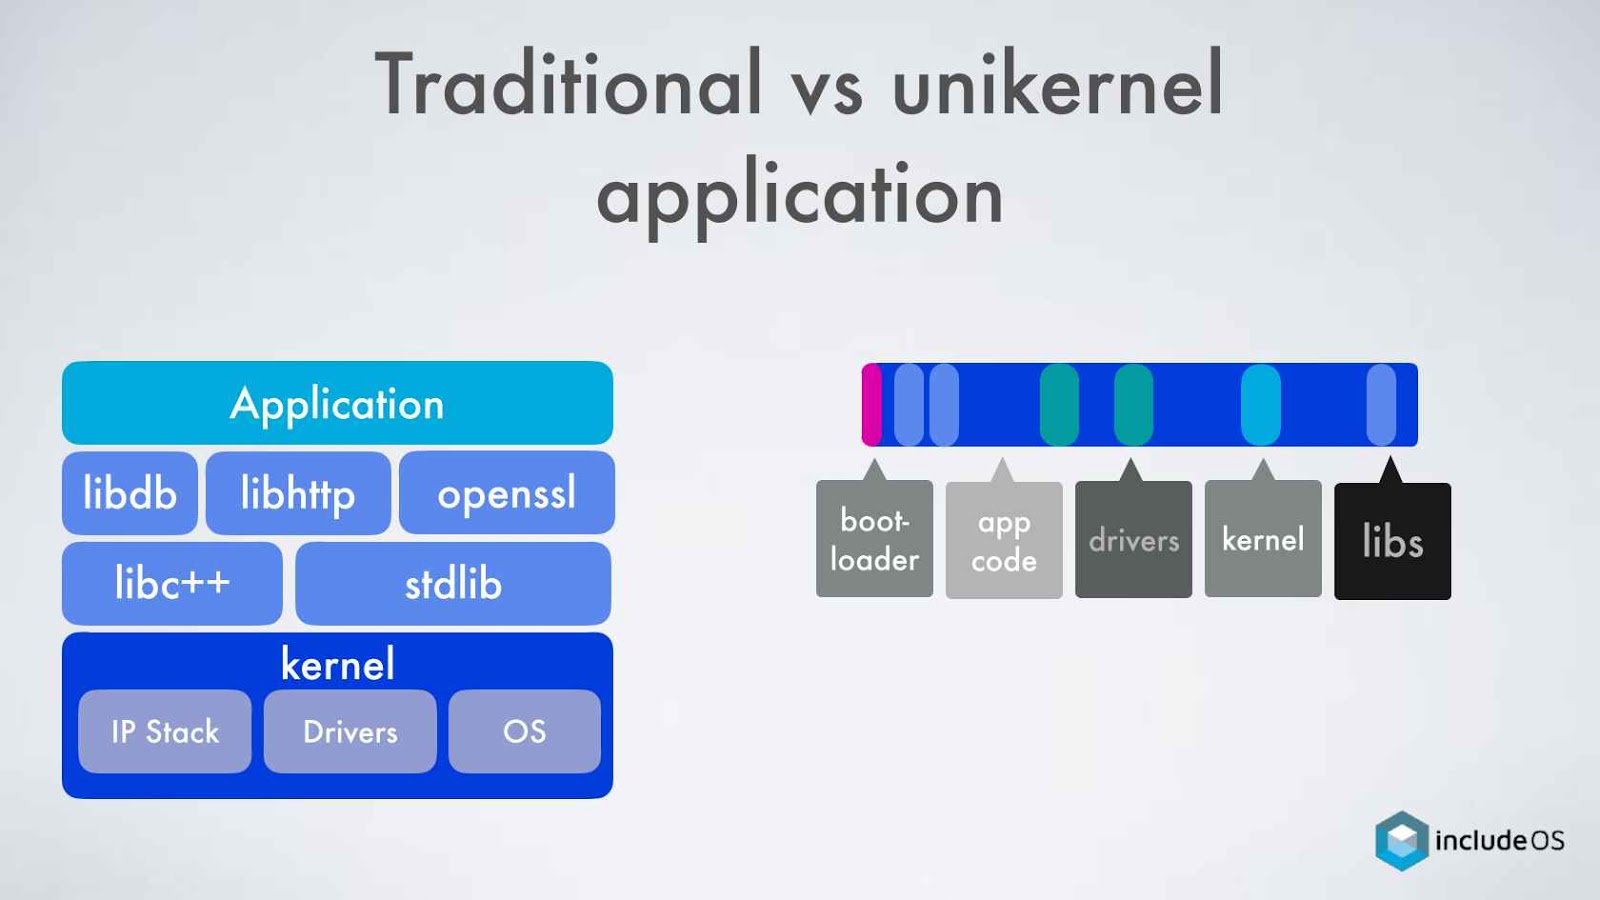 Traditional vs unikernel
application
Application
libdb
libhttp
openssl
libc++
stdlib
kernel
IP Stack
Drivers
OS
boot-
loader
app
code
drivers
kernel
libs
includeOS